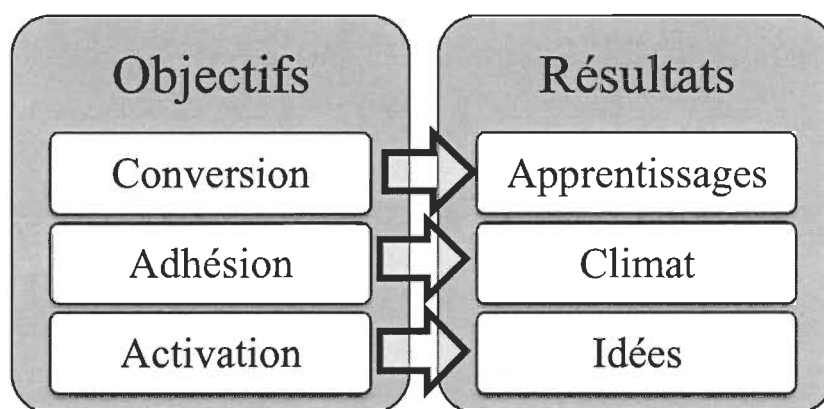 Objectifs
Conversion
Adhésion
Activation
Résultats
Apprentissages
Climat
Idées